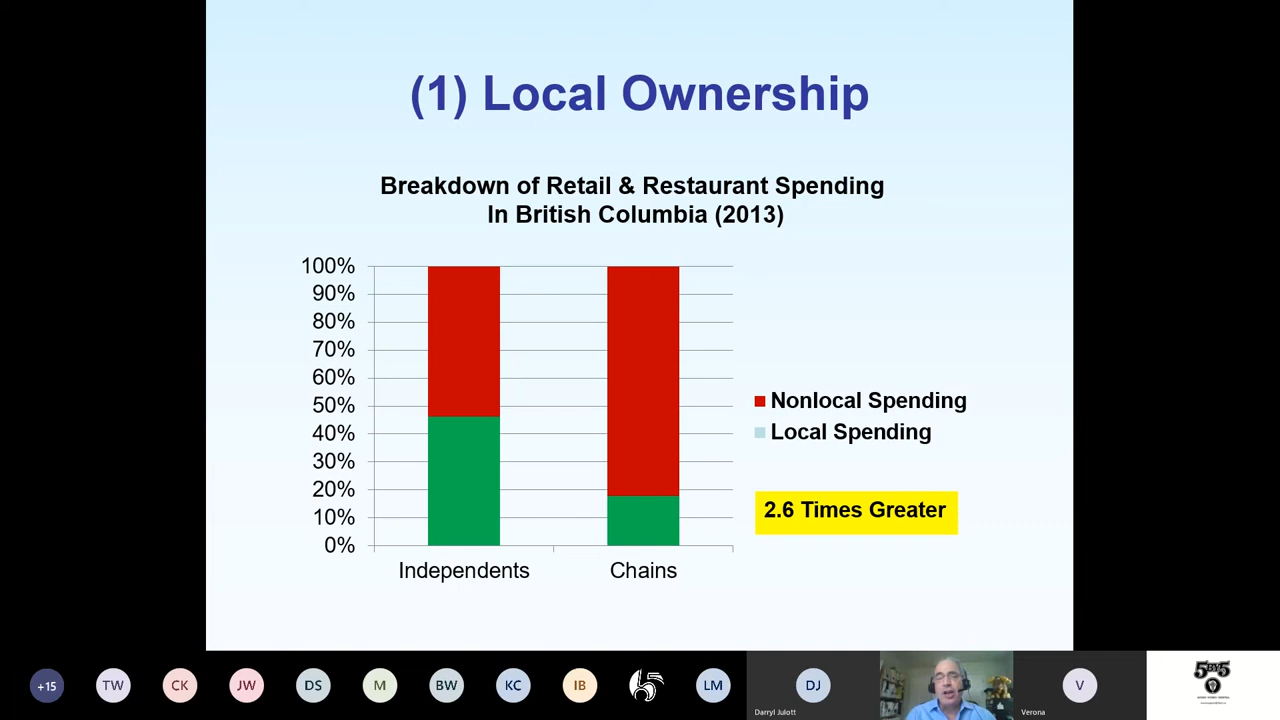 (1) Local Ownership
Breakdown of Retail & Restaurant Spending
In British Columbia (2013)
100%
90%
80%
70%
60%
50%
40%
30%
20%
10%
0%
Independents
Chains
Nonlocal Spending
Local Spending
2.6 Times Greater
+15
TW
CK
JW
DS
M
BW
KC
IB
LM
DJ
Darryl Julott
V
Verona
5BY5